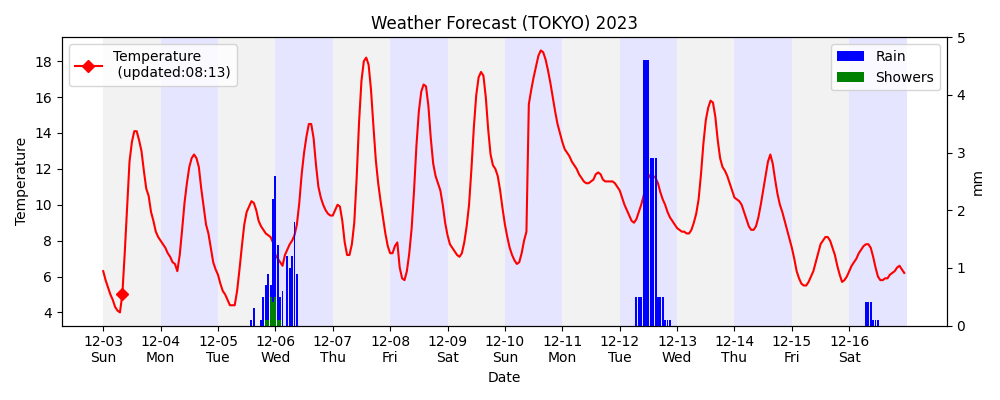 Weather Forecast (TOKYO) 2023
Temperature
(updated:08:13)
Rain
Showers
Temperature
18
16
14
12
10
8
6
4
5
4
3
2
1
0
mm
12-03 12-04 12-05 12-06 12-07 12-08 12-09 12-10 12-11 12-12 12-13 12-14 12-15 12-16
Sun Mon Tue Wed Thu Fri Sat Sun Mon Tue Wed Thu Fri Sat
Date